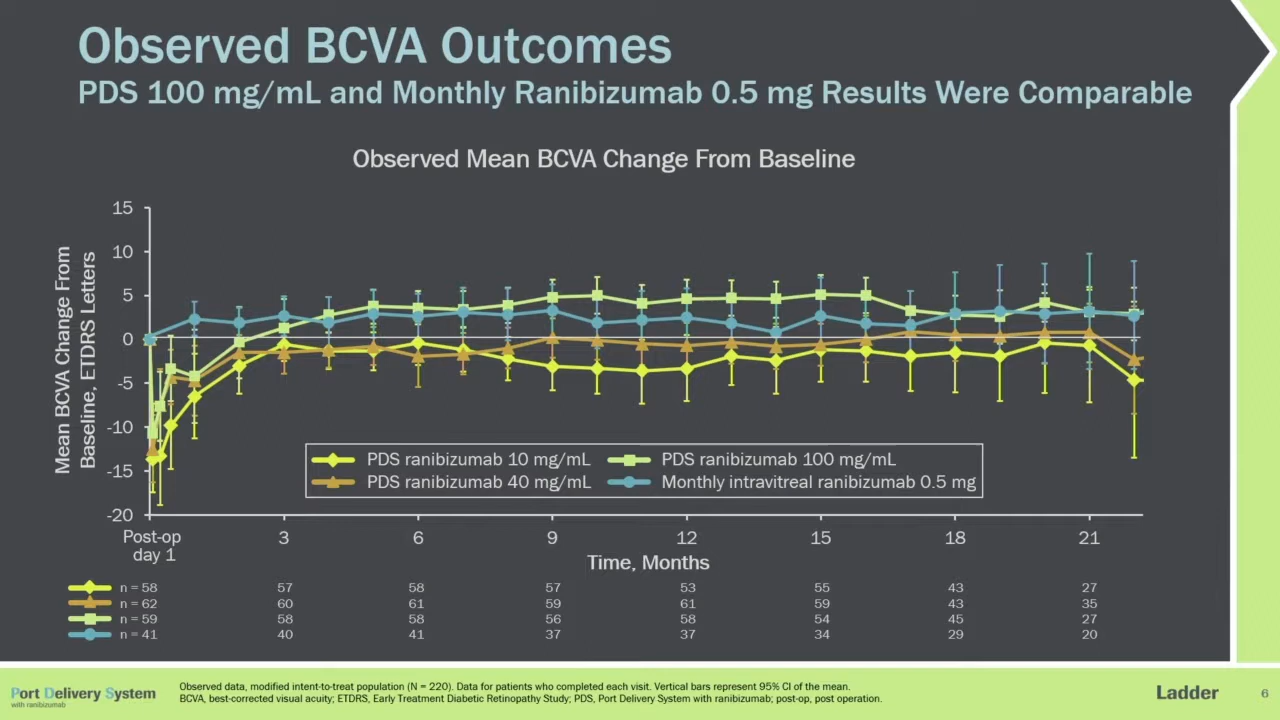 Observed BCVA Outcomes
PDS 100 mg/mL and Monthly Ranibizumab 0.5 mg Results Were Comparable
Observed Mean BCVA Change From Baseline
Mean BCVA Change From
Baseline, ETDRS Letters
15
10
5
0
-5
-10
-15
-20
PDS ranibizumab 10 mg/mL PDS ranibizumab 100 mg/mL
PDS ranibizumab 40 mg/mL Monthly intravitreal ranibizumab 0.5 mg
Post-op 3 6 9 12 15 18 21
day 1
Time, Months
n = 58 57 58 57 53 55 43 27
n = 62 60 61 59 61 59 43 35
n = 59 58 58 56 58 54 45 27
n = 41 40 41 37 37 34 29 20
Port Delivery System
with ranibizumab
Observed data, modified intent-to-treat population (N = 220). Data for patients who completed each visit. Vertical bars represent 95% CI of the mean.
BCVA, best-corrected visual acuity; ETDRS, Early Treatment Diabetic Retinopathy Study; PDS, Port Delivery System with ranibizumab; post-op, post operation.
Ladder 6